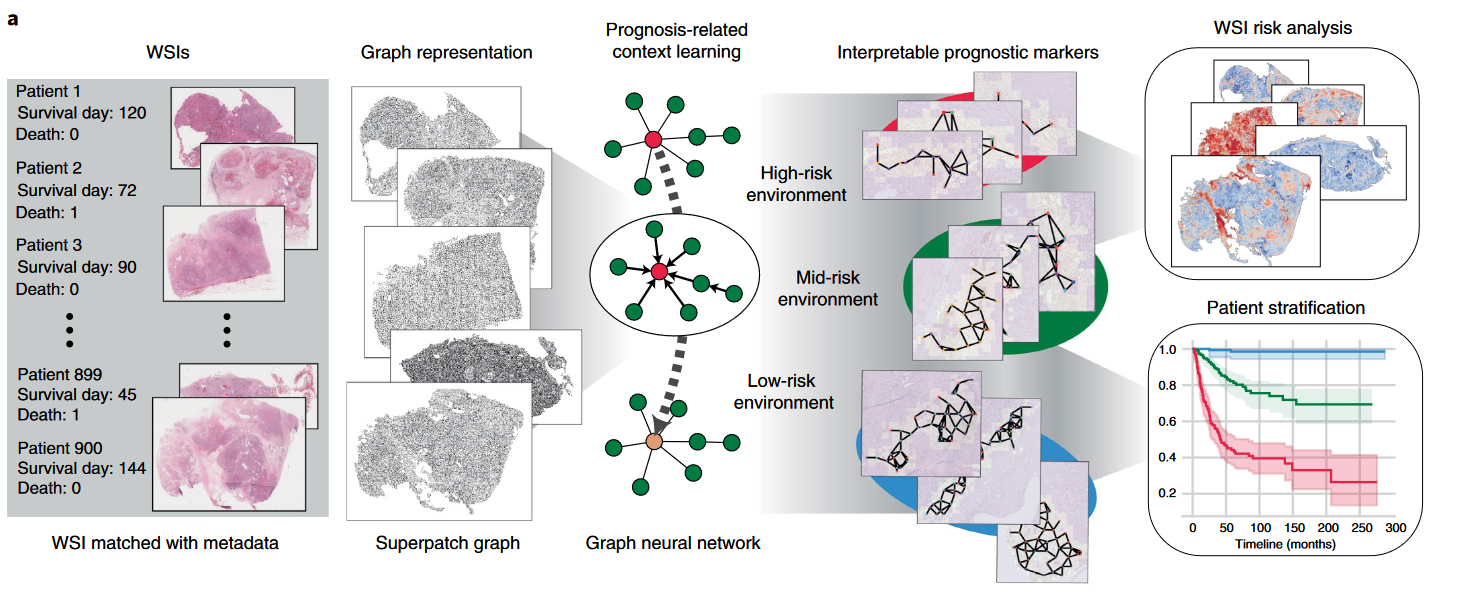 a
WSIs
Patient 1
Survival day: 120
Death: 0
Patient 2
Survival day: 72
Death: 1
Patient 3
Survival day: 90
Death: 0
Patient 899
Survival day: 45
Death: 1
Patient 900
Survival day: 144
Death: 0
WSI matched with metadata
Graph representation
Superpatch graph
Prognosis-related
context learning
Graph neural network
Interpretable prognostic markers
High-risk
environment
Mid-risk
environment
Low-risk
environment
WSI risk analysis
Patient stratification
1.0
0.8
0.6
0.4
0.2
0 50 100 150 200 250 300
Timeline (months)